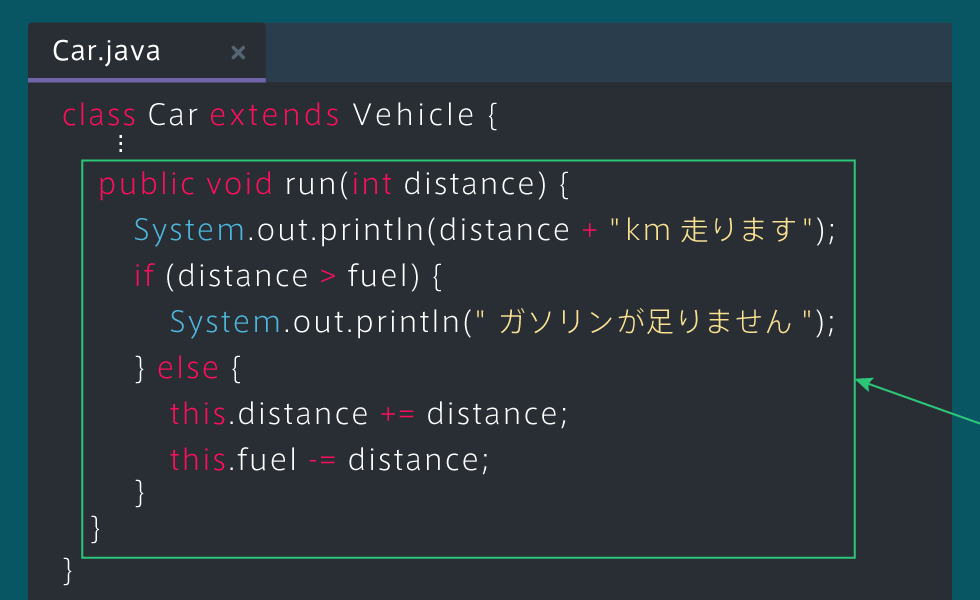 Car.java ×
class Car extends Vehicle {
⋮
public void run(int distance) {
System.out.println(distance + "km 走ります");
if (distance > fuel) {
System.out.println(" ガソリンが足りません ");
} else {
this.distance += distance;
this.fuel -= distance;
}
}
}